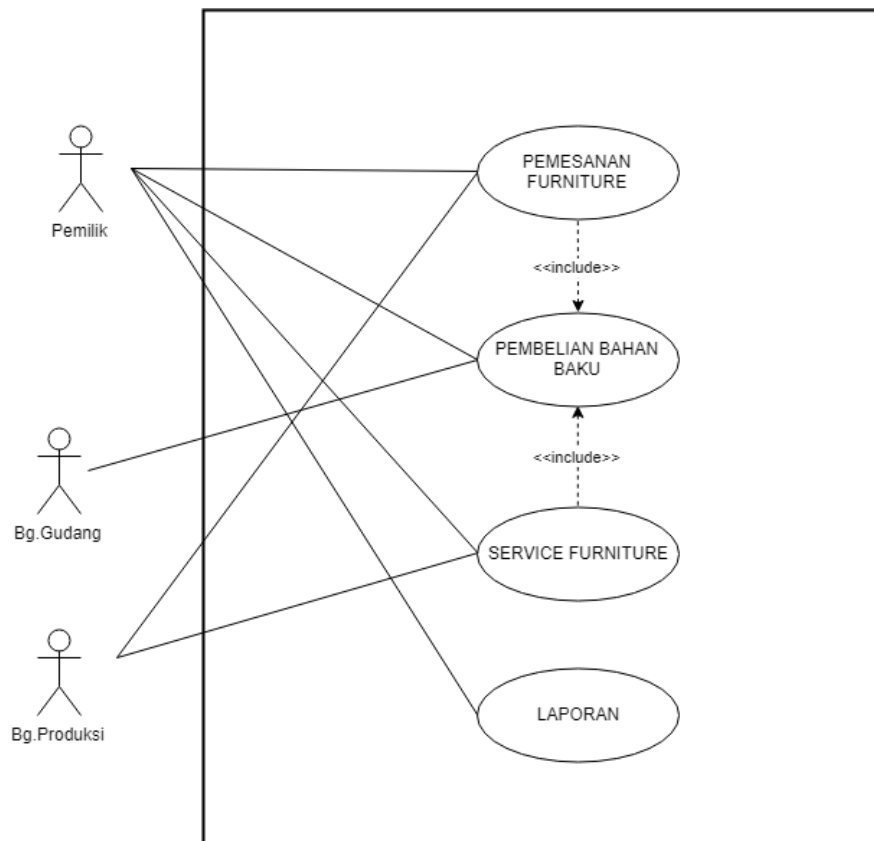 PEMESANAN
FURNITURE
Pemilik
<<include>>
PEMBELIAN BAHAN
BAKU
<<include>>
Bg.Gudang
SERVICE FURNITURE
LAPORAN
Bg.Produksi